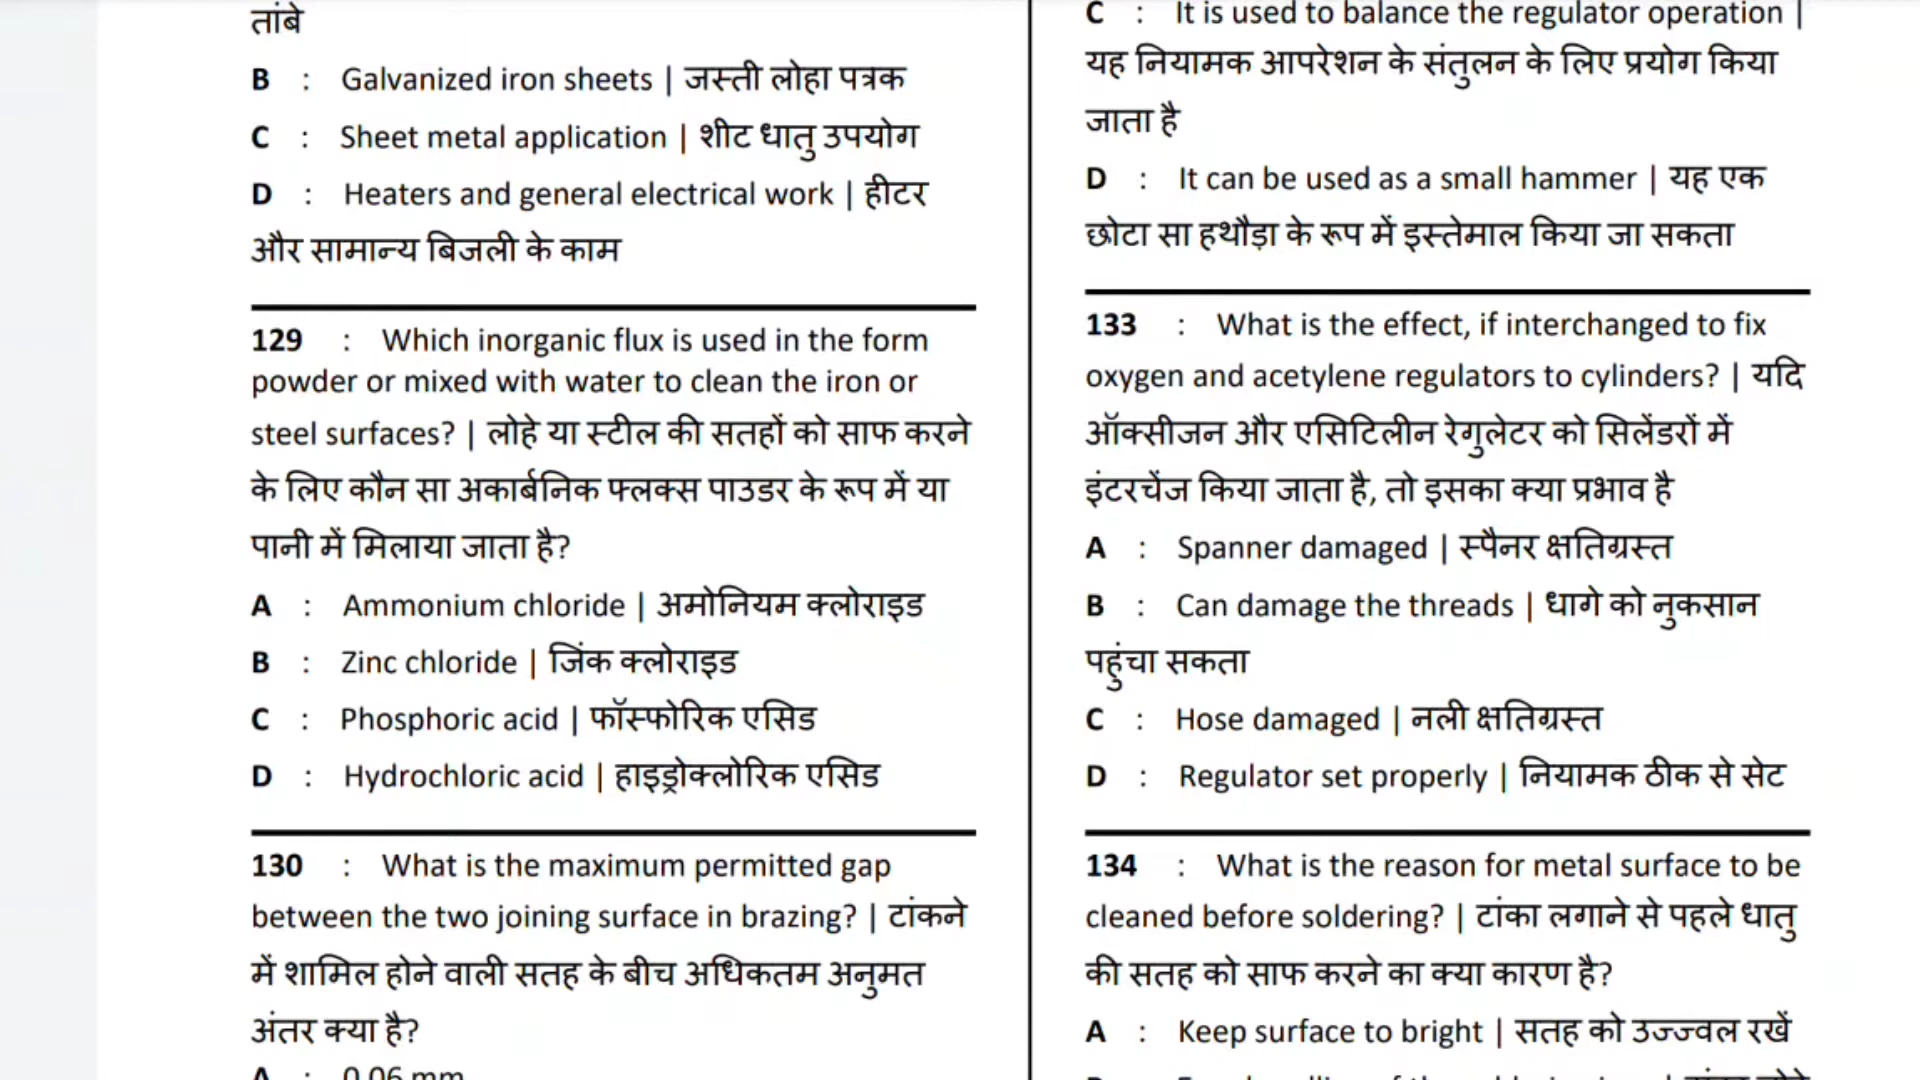 तांबे
B : Galvanized iron sheets | जस्ती लोहा पत्रक
C : Sheet metal application | शीट धातु उपयोग
D : Heaters and general electrical work | हीटर
और सामान्य बिजली के काम
129 : Which inorganic flux is used in the form
powder or mixed with water to clean the iron or
steel surfaces? | लोहे या स्टील की सतहों को साफ करने
के लिए कौन सा अकार्बनिक फ्लक्स पाउडर के रूप में या
पानी में मिलाया जाता है?
A : Ammonium chloride | अमोनियम क्लोराइड
B : Zinc chloride | जिंक क्लोराइड
C : Phosphoric acid | फॉस्फोरिक एसिड
D : Hydrochloric acid | हाइड्रोक्लोरिक एसिड
130 : What is the maximum permitted gap
between the two joining surface in brazing? | टांकने
में शामिल होने वाली सतह के बीच अधिकतम अनुमत
अंतर क्या है?
A : 0.06 mm
C : It is used to balance the regulator operation |
यह नियामक आपरेशन के संतुलन के लिए प्रयोग किया
जाता है
D : It can be used as a small hammer | यह एक
छोटा सा हथौड़ा के रूप में इस्तेमाल किया जा सकता
133 : What is the effect, if interchanged to fix
oxygen and acetylene regulators to cylinders? | यदि
ऑक्सीजन और एसिटिलीन रेगुलेटर को सिलेंडरों में
इंटरचेंज किया जाता है, तो इसका क्या प्रभाव है
A : Spanner damaged | स्पैनर क्षतिग्रस्त
B : Can damage the threads | धागे को नुकसान
पहुंचा सकता
C : Hose damaged | नली क्षतिग्रस्त
D : Regulator set properly | नियामक ठीक से सेट
134 : What is the reason for metal surface to be
cleaned before soldering? | टांका लगाने से पहले धातु
की सतह को साफ करने का क्या कारण है?
A : Keep surface to bright | सतह को उज्ज्वल रखें